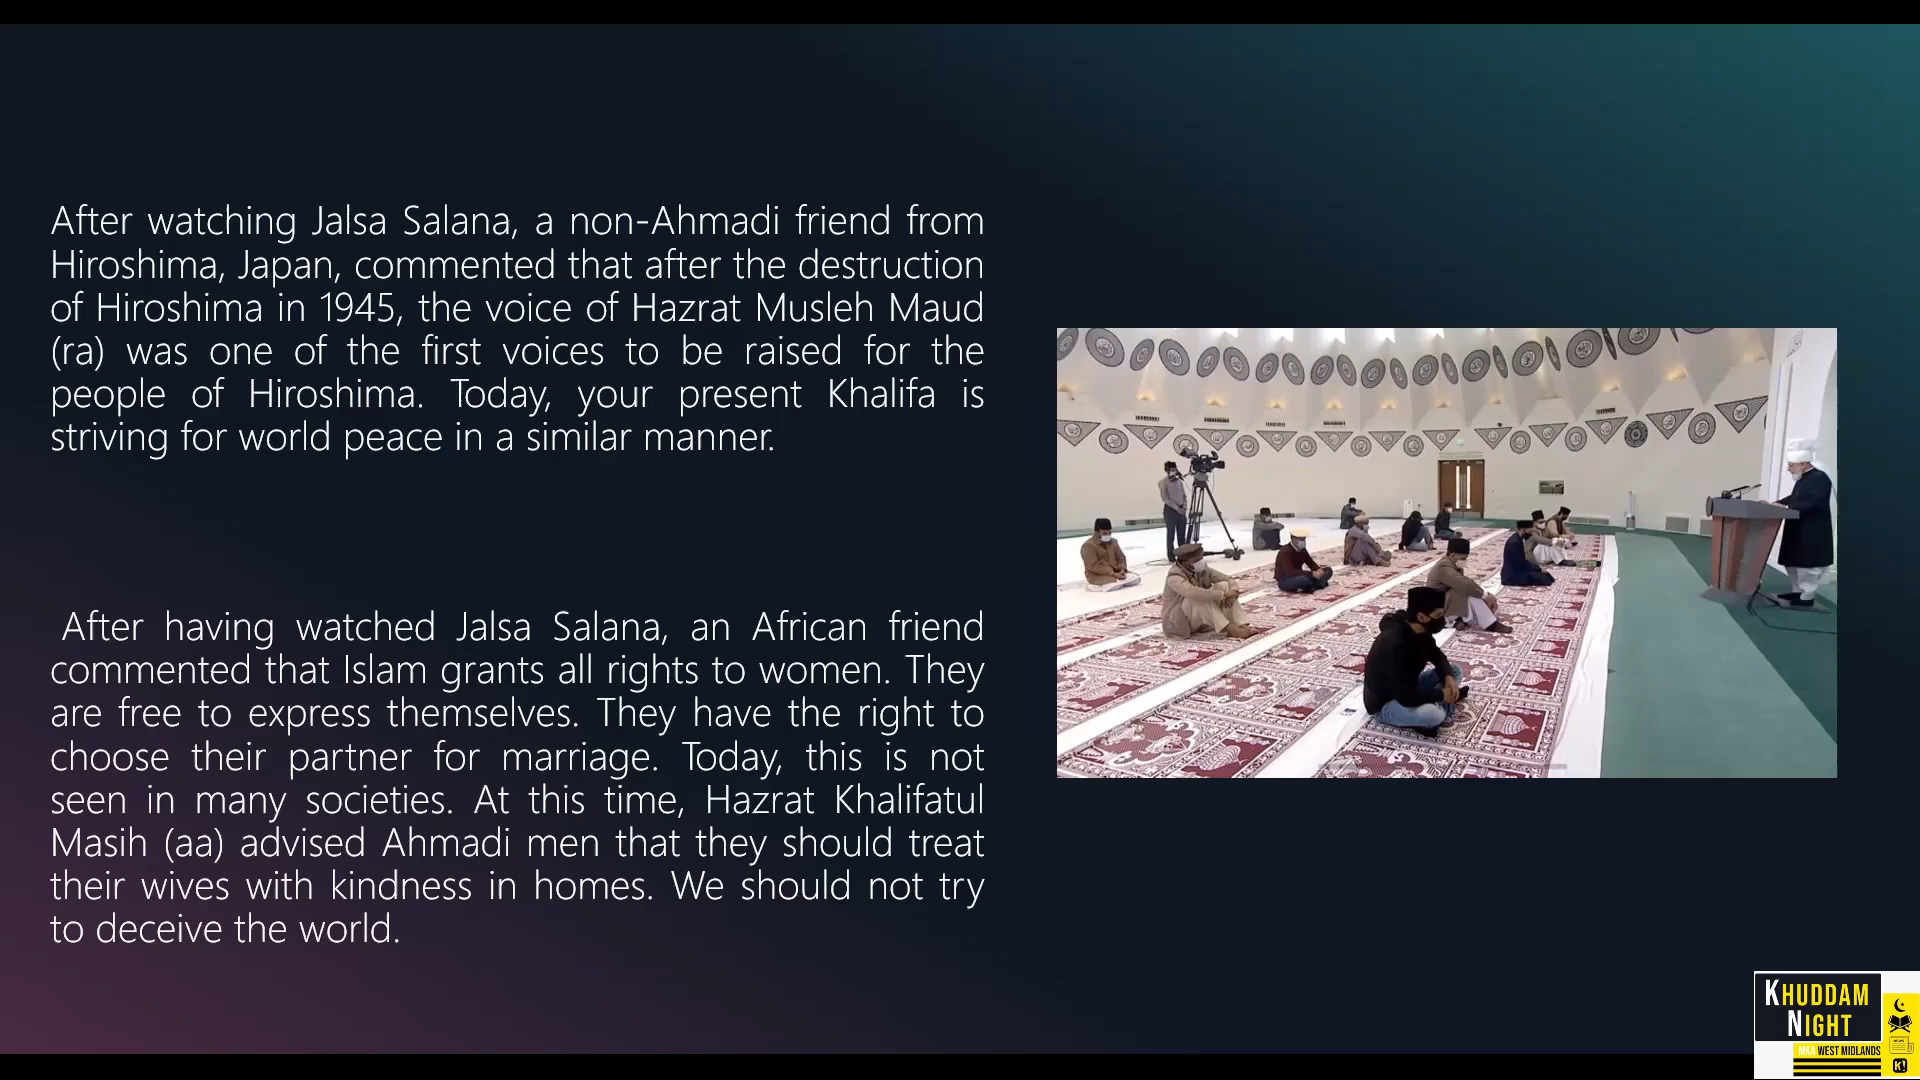 After watching Jalsa Salana, a non-Ahmadi friend from
Hiroshima, Japan, commented that after the destruction
of Hiroshima in 1945, the voice of Hazrat Musleh Maud
(ra) was one of the first voices to be raised for the
people of Hiroshima. Today, your present Khalifa is
striving for world peace in a similar manner.
After having watched Jalsa Salana, an African friend
commented that Islam grants all rights to women. They
are free to express themselves. They have the right to
choose their partner for marriage. Today, this is not
seen in many societies. At this time, Hazrat Khalifatul
Masih (aa) advised Ahmadi men that they should treat
their wives with kindness in homes. We should not try
to deceive the world.
KHUDDAM
NIGHT
MKA WEST MIDLANDS
NEWS
K!